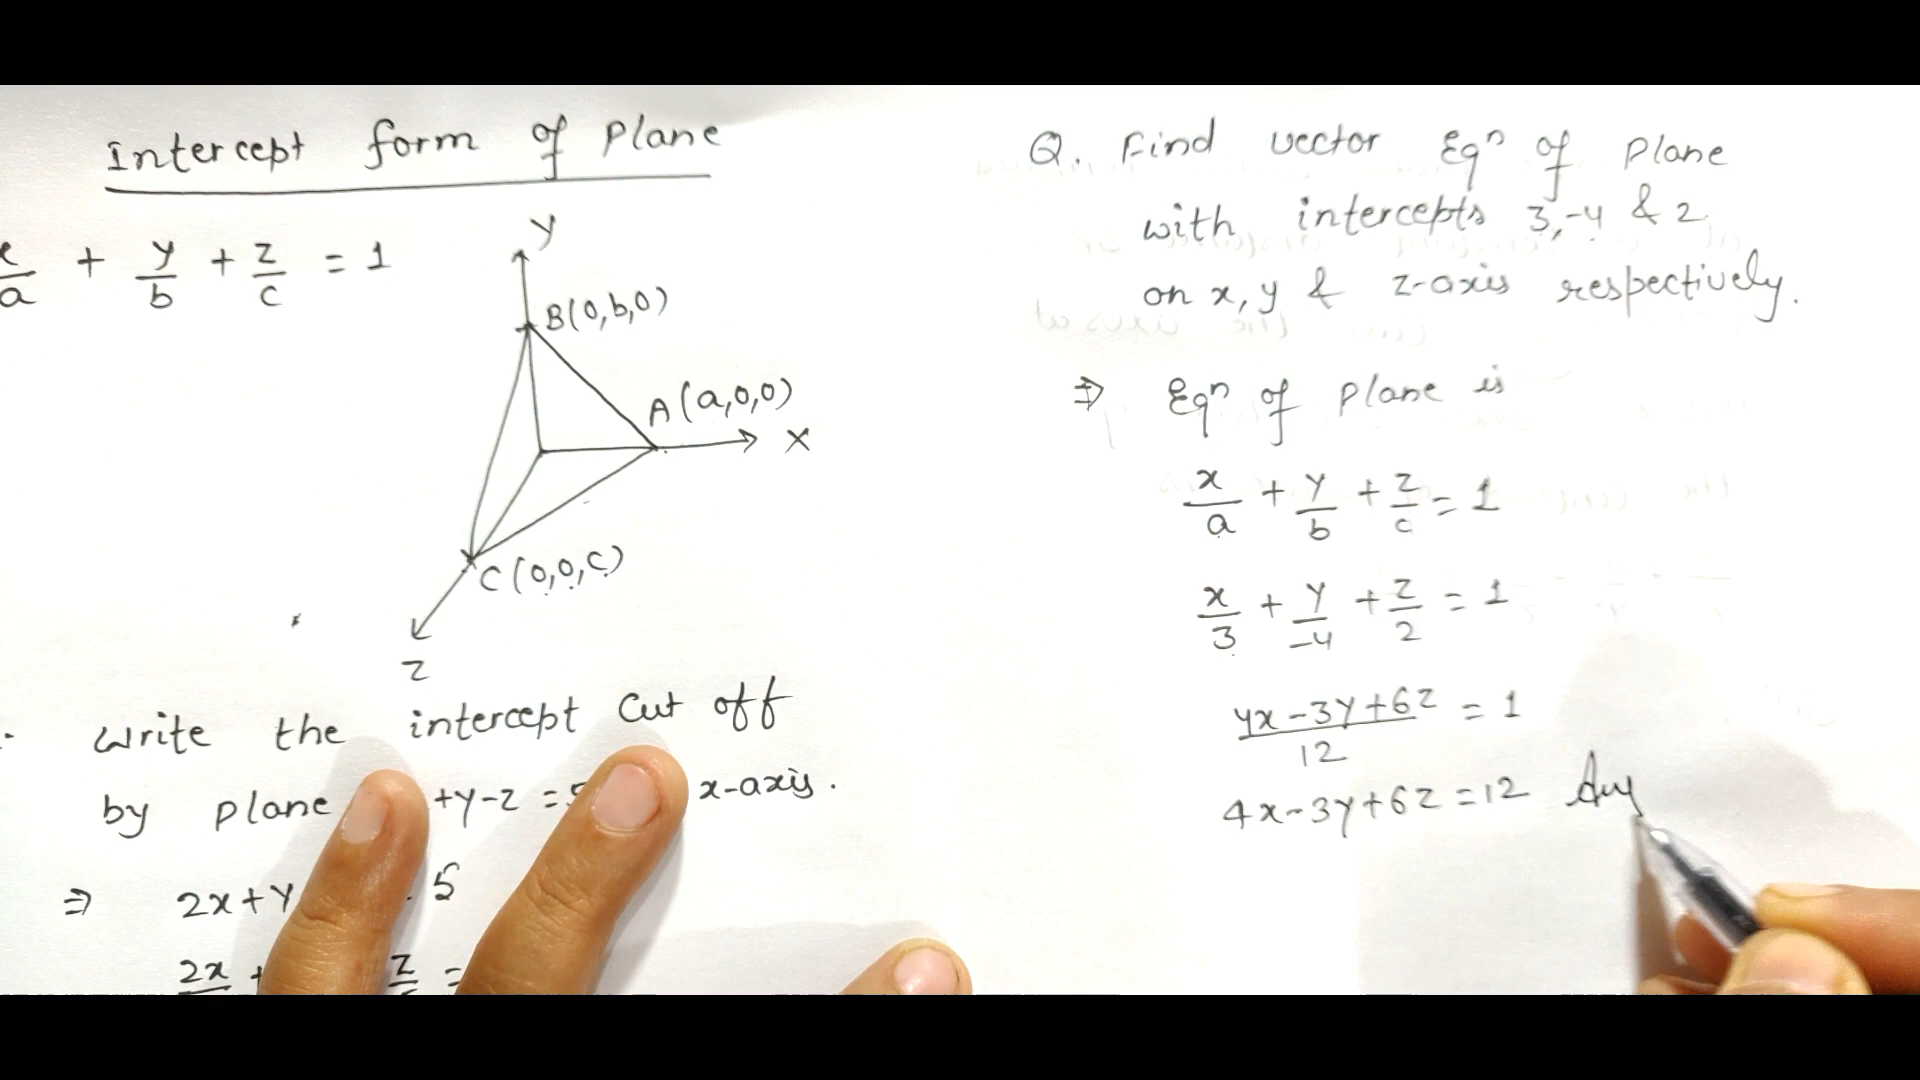 Intercept form of Plane
x/a + y/b + z/c = 1
Y
B(0,b,0)
A(a,0,0)
X
C(0,0,c)
Z
Write the intercept cut off
by plane +y-z = x-axis.
⇒ 2x+y 5
2x + z =
Q. Find vector Eqⁿ of Plane
with intercepts 3,-4 & 2
on x, y & z-axis respectively.
⇒ Eqⁿ of plane is
x/a + y/b + z/c = 1
x/3 + y/-4 + z/2 = 1
4x-3y+6z/12 = 1
4x-3y+6z=12 Ans